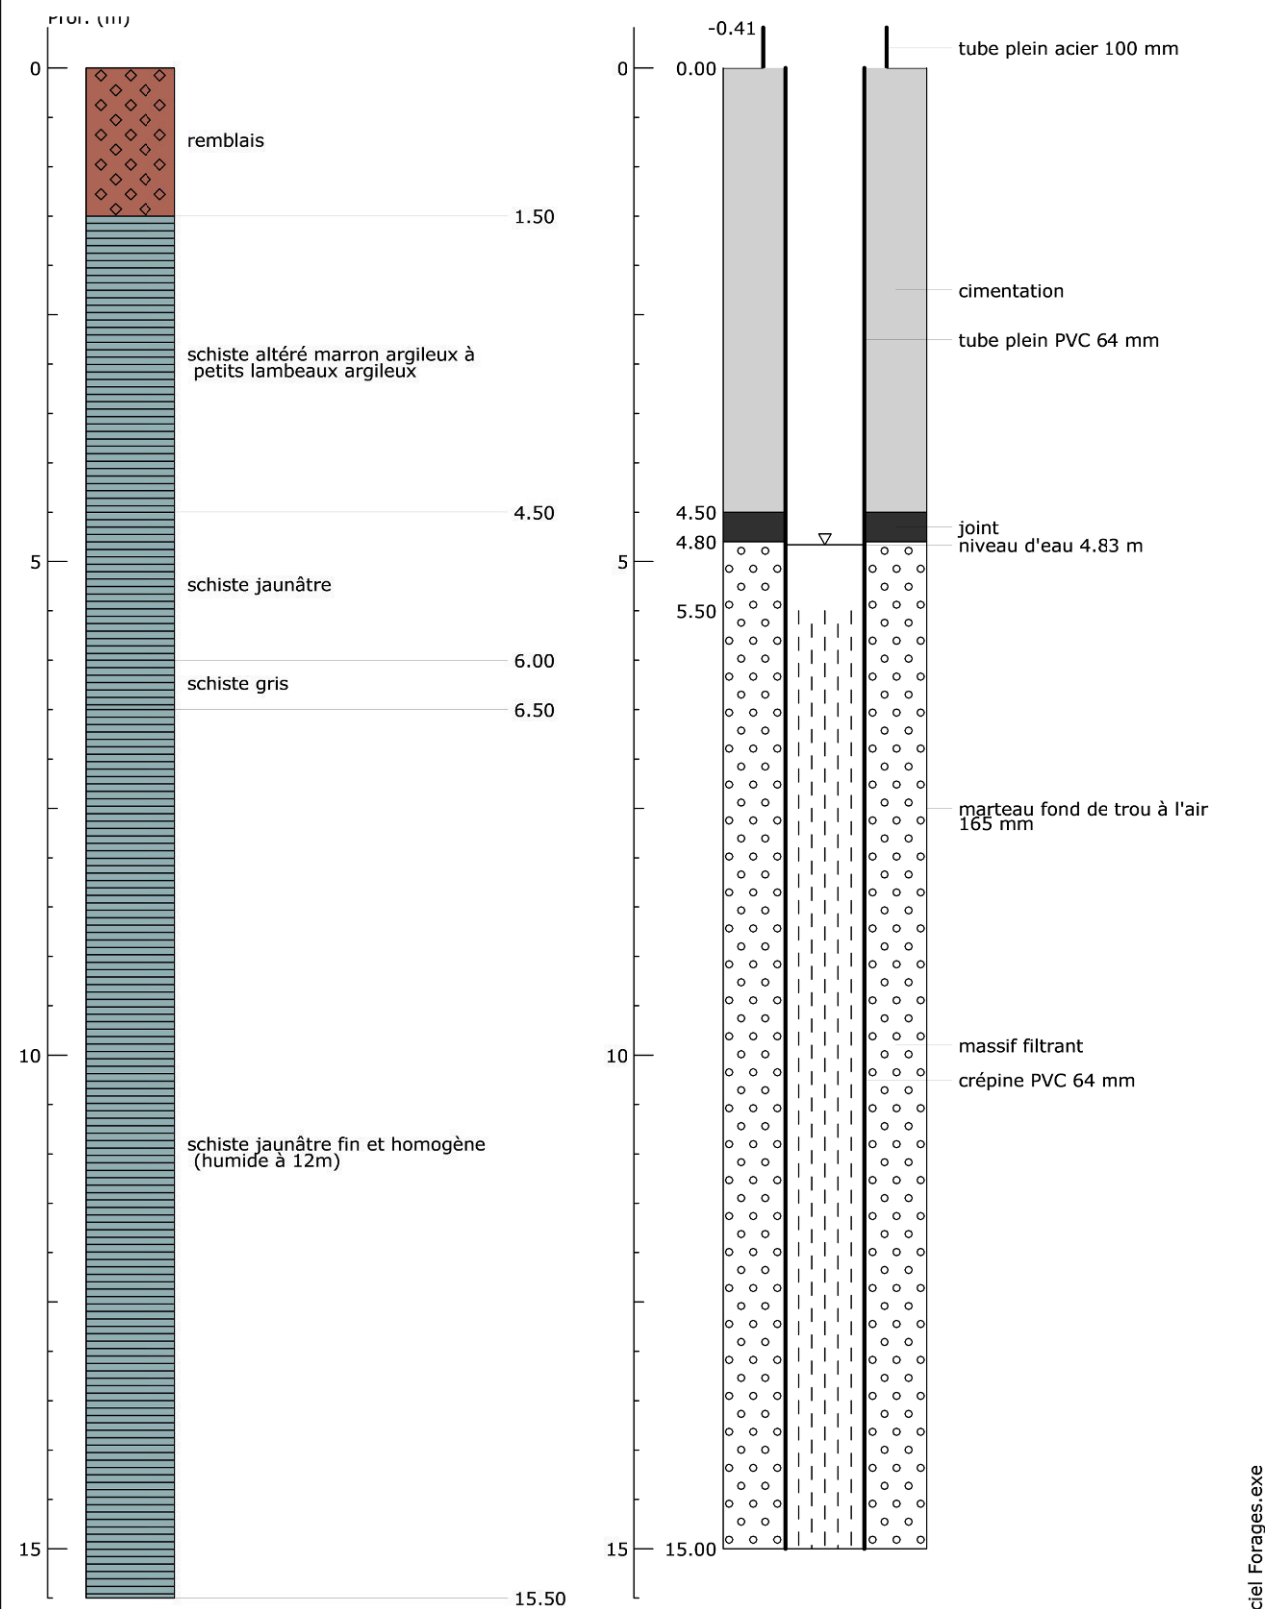 Prof. (m)
0
remblais
1.50
schiste altéré marron argileux à
petits lambeaux argileux
4.50
5
schiste jaunâtre
6.00
schiste gris
6.50
10
schiste jaunâtre fin et homogène
(humide à 12m)
15
15.50
-0.41
tube plein acier 100 mm
0
0.00
cimentation
tube plein PVC 64 mm
4.50
joint
4.80
niveau d'eau 4.83 m
5
5.50
marteau fond de trou à l'air
165 mm
10
massif filtrant
crépine PVC 64 mm
15
15.00
ciel Forages.exe